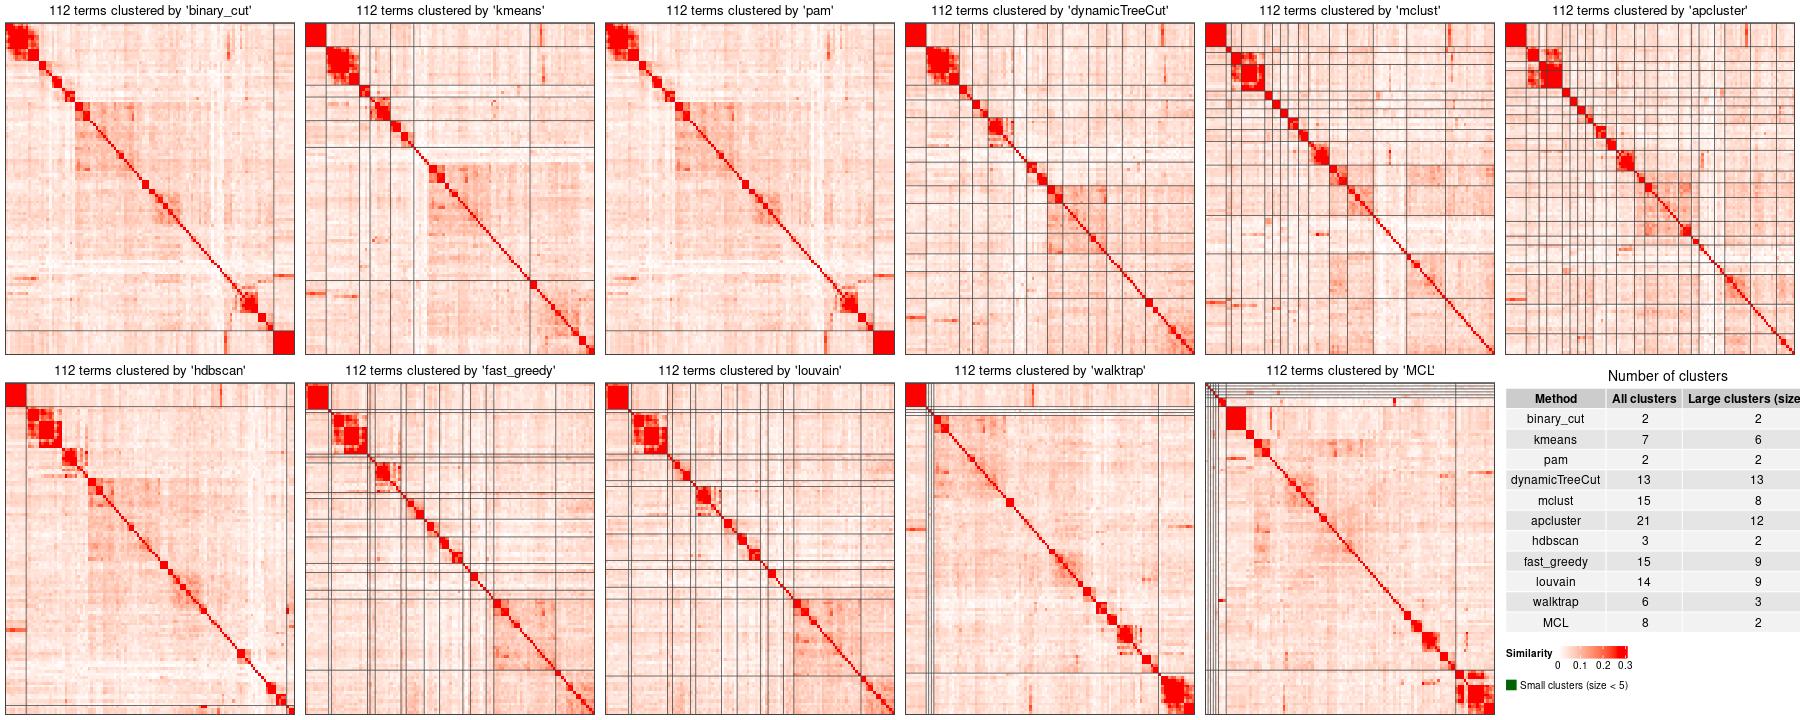 112 terms clustered by 'binary_cut'
112 terms clustered by 'kmeans'
112 terms clustered by 'pam'
112 terms clustered by 'dynamicTreeCut'
112 terms clustered by 'mclust'
112 terms clustered by 'apcluster'
112 terms clustered by 'hdbscan'
112 terms clustered by 'fast_greedy'
112 terms clustered by 'louvain'
112 terms clustered by 'walktrap'
112 terms clustered by 'MCL'
Number of clusters
Method All clusters Large clusters (size
binary_cut 2 2
kmeans 7 6
pam 2 2
dynamicTreeCut 13 13
mclust 15 8
apcluster 21 12
hdbscan 3 2
fast_greedy 15 9
louvain 14 9
walktrap 6 3
MCL 8 2
Similarity
0 0.1 0.2 0.3
Small clusters (size < 5)